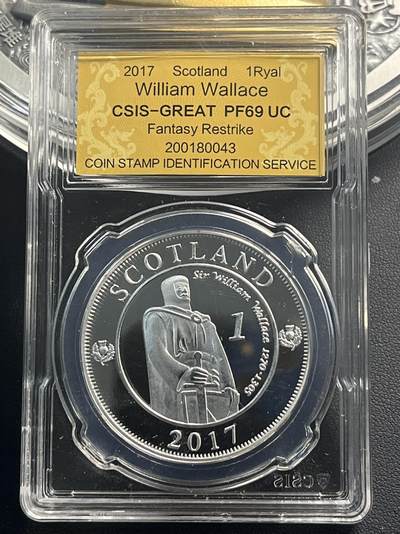 2017 Scotland 1Ryal
William Wallace
CSIS-GREAT PF69 UC
Fantasy Restrike
200180043
COIN STAMP IDENTIFICATION SERVICE
SCOTLAND
Sir William Wallace 1270-1305
1
2017
CSIS